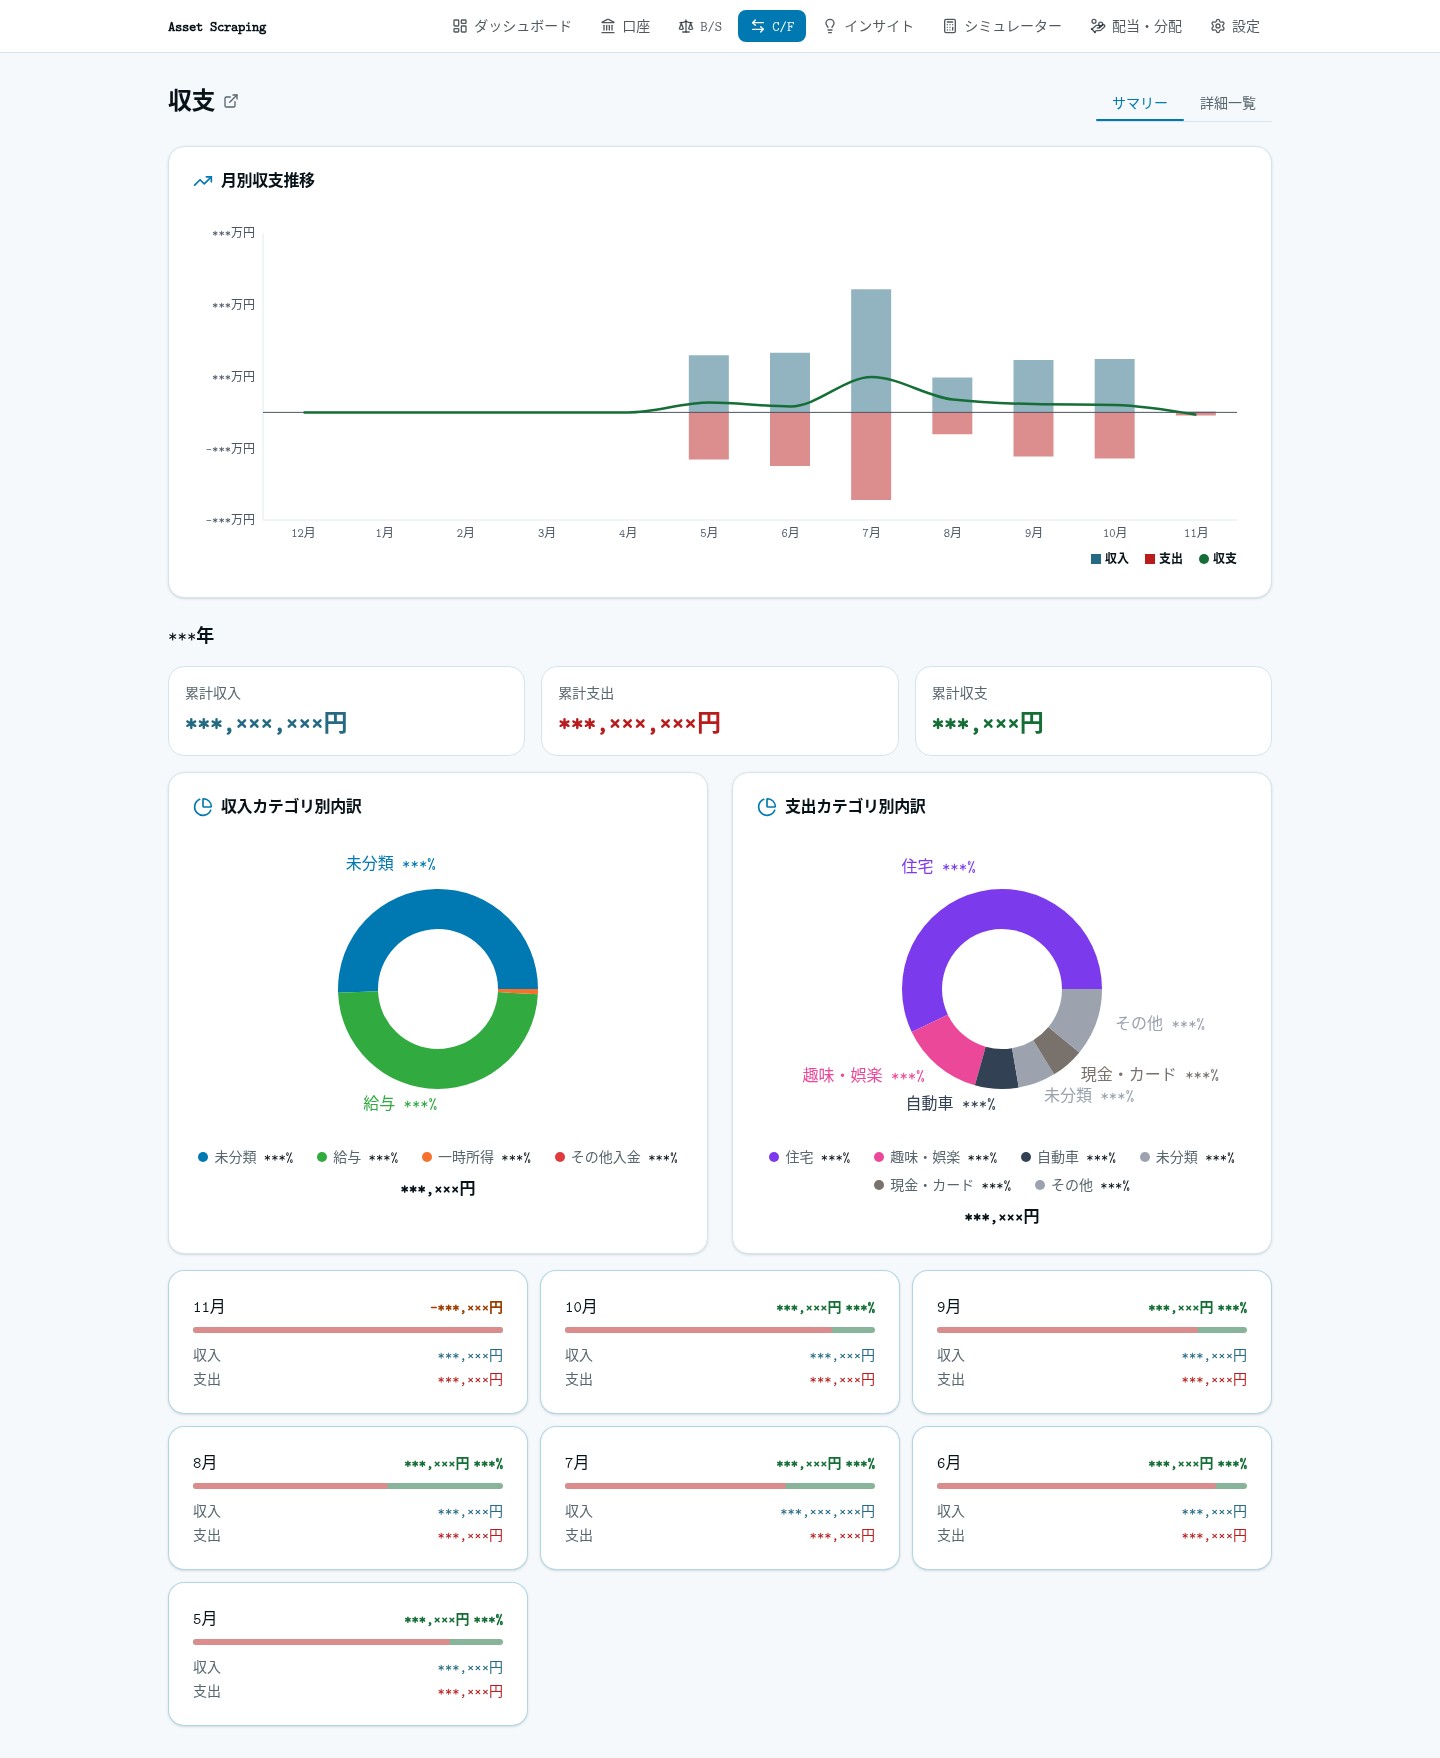 Asset Scraping ダッシュボード 口座 B/S C/F インサイト シミュレーター 配当・分配 設定
収支 サマリー 詳細一覧
月別収支推移
***万円
***万円
***万円
-***万円
-***万円
12月 1月 2月 3月 4月 5月 6月 7月 8月 9月 10月 11月
収入 支出 収支
***年
累計収入
***,×××,×××円
累計支出
***,×××,×××円
累計収支
***,×××円
収入カテゴリ別内訳
未分類 ***%
給与 ***%
未分類 ***% 給与 ***% 一時所得 ***% その他入金 ***%
***,×××円
支出カテゴリ別内訳
住宅 ***%
その他 ***%
現金・カード ***%
趣味・娯楽 ***%
未分類 ***%
自動車 ***%
住宅 ***% 趣味・娯楽 ***% 自動車 ***% 未分類 ***%
現金・カード ***% その他 ***%
***,×××円
11月 -***,×××円
収入 ***,×××円
支出 ***,×××円
10月 ***,×××円 ***%
収入 ***,×××円
支出 ***,×××円
9月 ***,×××円 ***%
収入 ***,×××円
支出 ***,×××円
8月 ***,×××円 ***%
収入 ***,×××円
支出 ***,×××円
7月 ***,×××円 ***%
収入 ***,×××,×××円
支出 ***,×××円
6月 ***,×××円 ***%
収入 ***,×××円
支出 ***,×××円
5月 ***,×××円 ***%
収入 ***,×××円
支出 ***,×××円